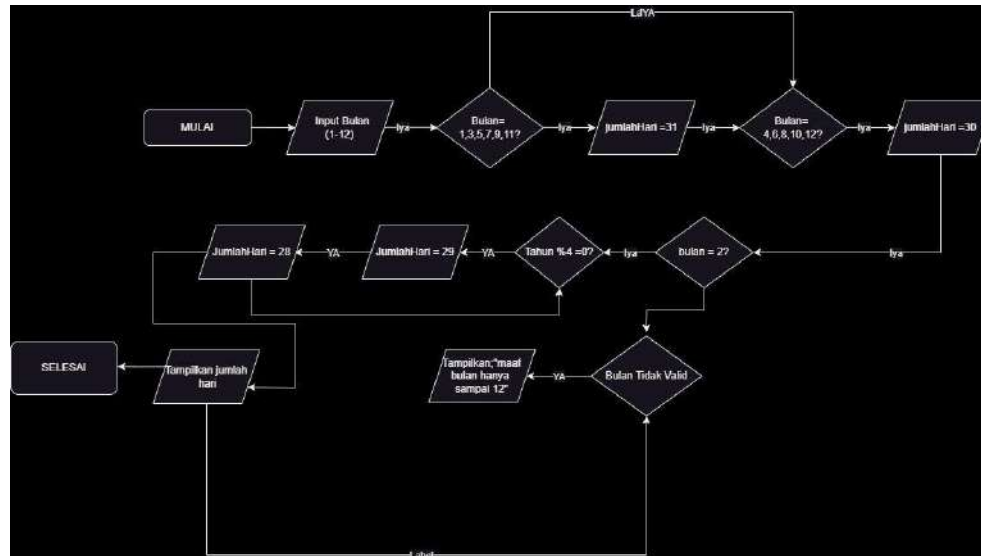 LdYA
MULAI
Input Bulan
(1-12)
Iya
Bulan=
1,3,5,7,9,11?
Iya
jumlahHari =31
Iya
Bulan=
4,6,8,10,12?
Iya
jumlahHari =30
JumlahHari = 28
YA
JumlahHari = 29
YA
Tahun %4 =0?
Iya
bulan = 2?
Iya
SELESAI
Tampilkan jumlah
hari
Tampilkan;"maaf
bulan hanya
sampai 12"
YA
Bulan Tidak Valid
Label